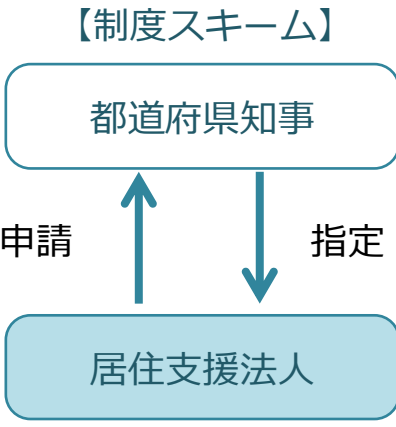 【制度スキーム】
都道府県知事
申請
指定
居住支援法人